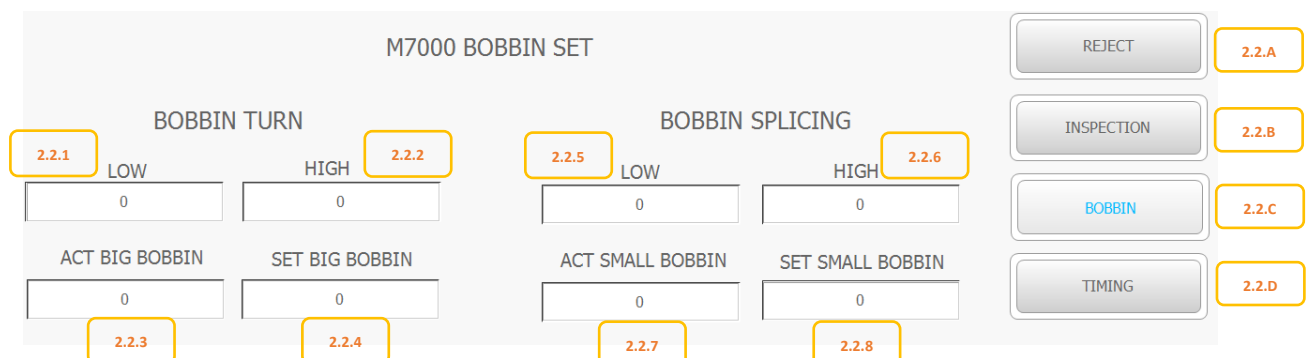 M7000 BOBBIN SET
REJECT
2.2.A
BOBBIN TURN
BOBBIN SPLICING
INSPECTION
2.2.B
2.2.1
LOW
HIGH
2.2.2
2.2.5
LOW
HIGH
2.2.6
0
0
0
0
BOBBIN
2.2.C
ACT BIG BOBBIN
SET BIG BOBBIN
ACT SMALL BOBBIN
SET SMALL BOBBIN
0
0
0
0
TIMING
2.2.D
2.2.3
2.2.4
2.2.7
2.2.8